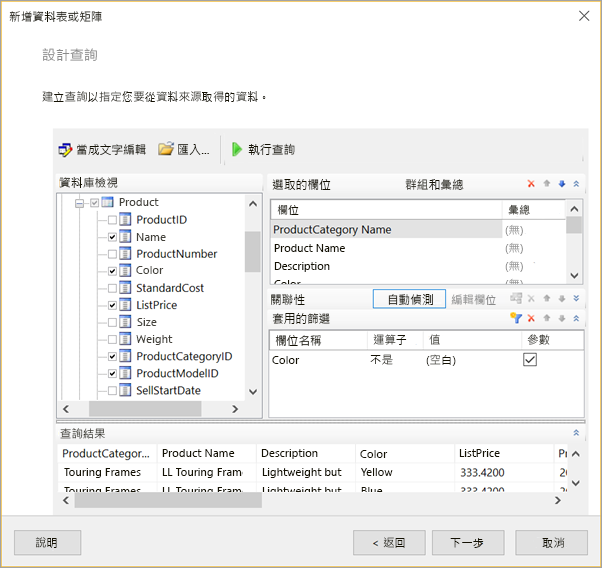 新增資料表或矩陣
設計查詢
建立查詢以指定您要從資料來源取得的資料。
當成文字編輯 匯入... 執行查詢
資料庫檢視
Product
ProductID
Name
ProductNumber
Color
StandardCost
ListPrice
Size
Weight
ProductCategoryID
ProductModelID
SellStartDate
選取的欄位 群組和彙總
欄位 彙總
ProductCategory Name (無)
Product Name (無)
Description (無)
Color (無)
關聯性 自動偵測 編輯欄位
套用的篩選
欄位名稱 運算子 值 參數
Color 不是 (空白)
查詢結果
ProductCategor... Product Name Description Color ListPrice
Touring Frames LL Touring Fram Lightweight but Yellow 333.4200
Touring Frames LL Touring Fram Lightweight but Blue 333.4200
說明 < 返回 下一步 取消